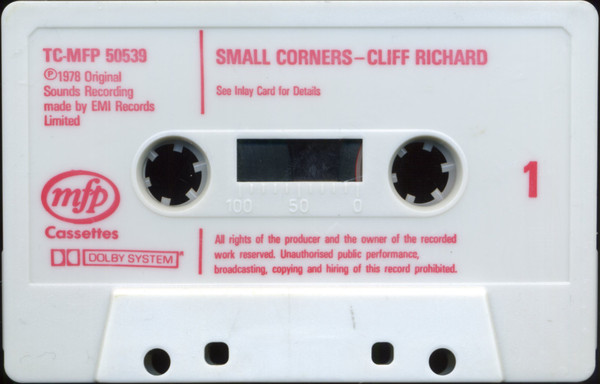 TC-MFP 50539
℗1978 Original
Sounds Recording
made by EMI Records
Limited
SMALL CORNERS–CLIFF RICHARD
See Inlay Card for Details
1
100 50 0
mfp
Cassettes
DOLBY SYSTEM
All rights of the producer and the owner of the recorded
work reserved. Unauthorised public performance,
broadcasting, copying and hiring of this record prohibited.